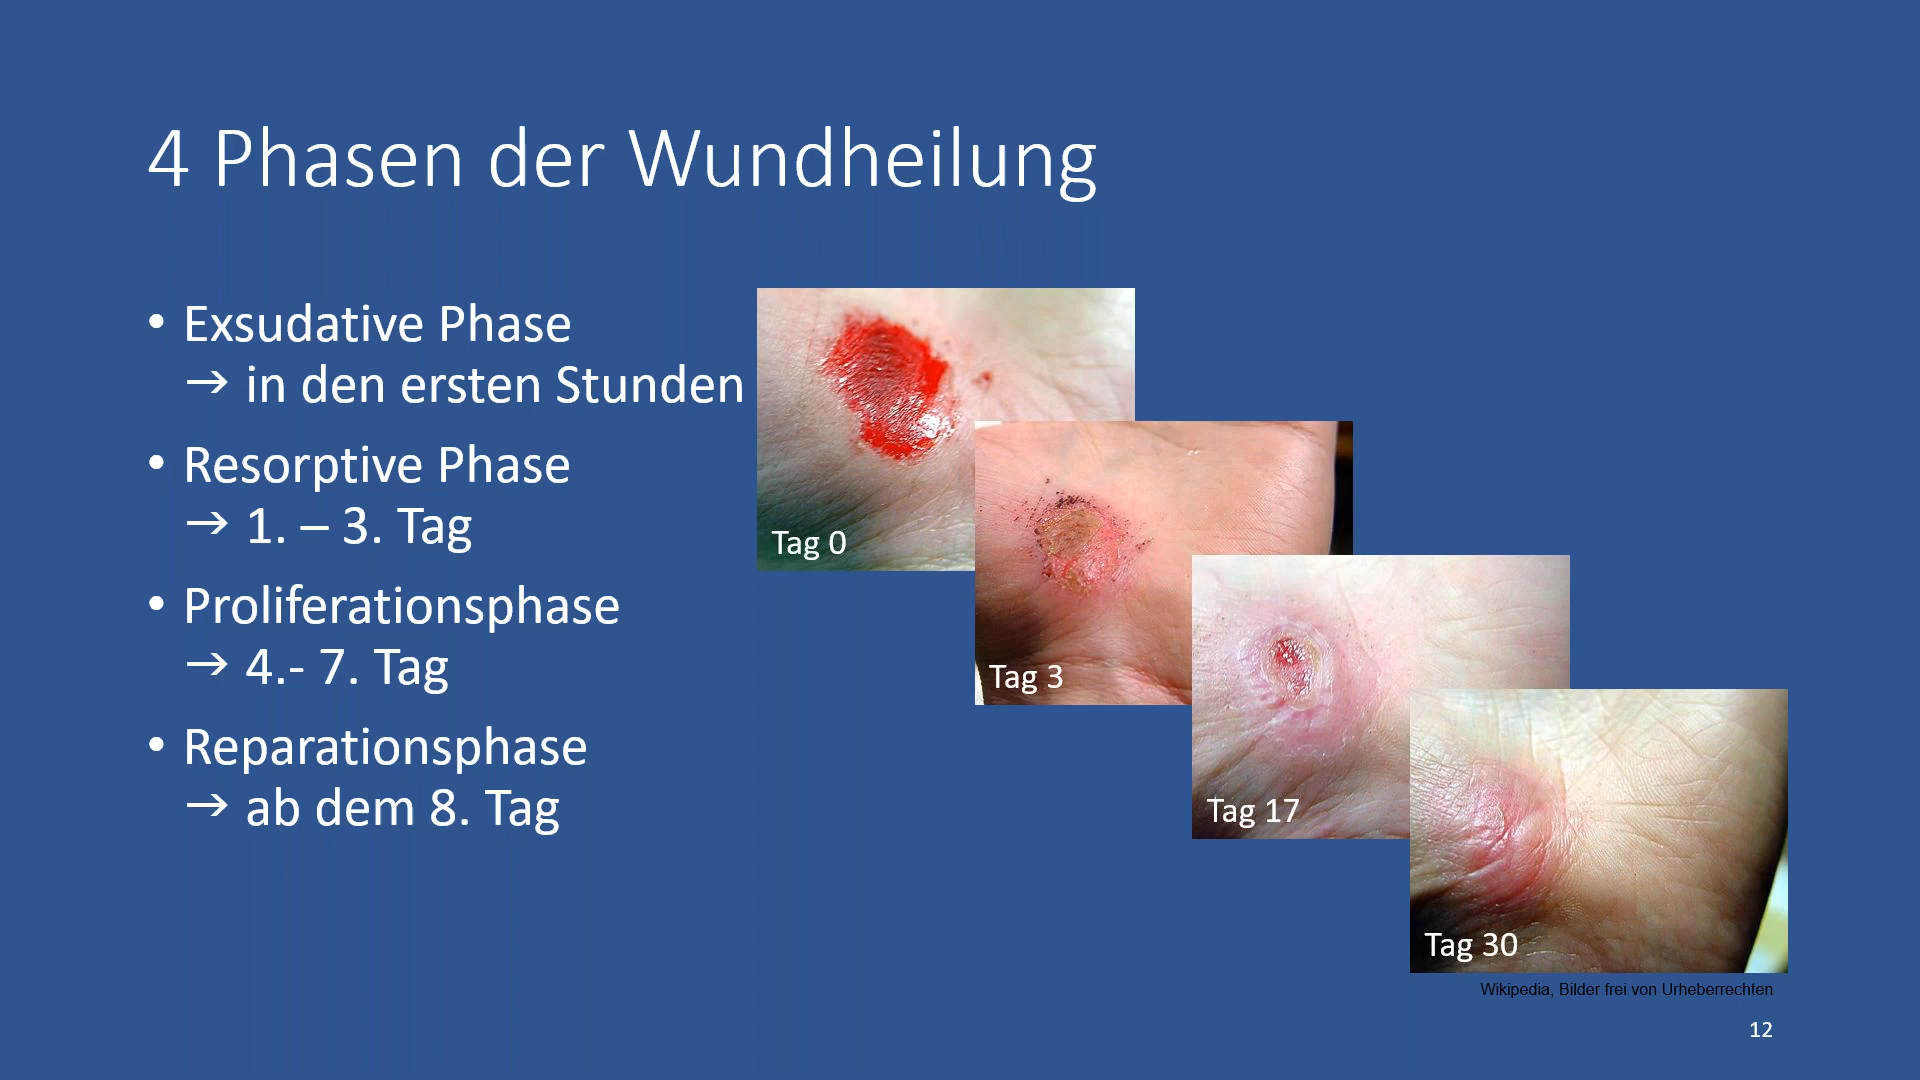 4 Phasen der Wundheilung
• Exsudative Phase
→ in den ersten Stunden
• Resorptive Phase
→ 1. – 3. Tag
• Proliferationsphase
→ 4.- 7. Tag
• Reparationsphase
→ ab dem 8. Tag
Tag 0
Tag 3
Tag 17
Tag 30
Wikipedia, Bilder frei von Urheberrechten
12